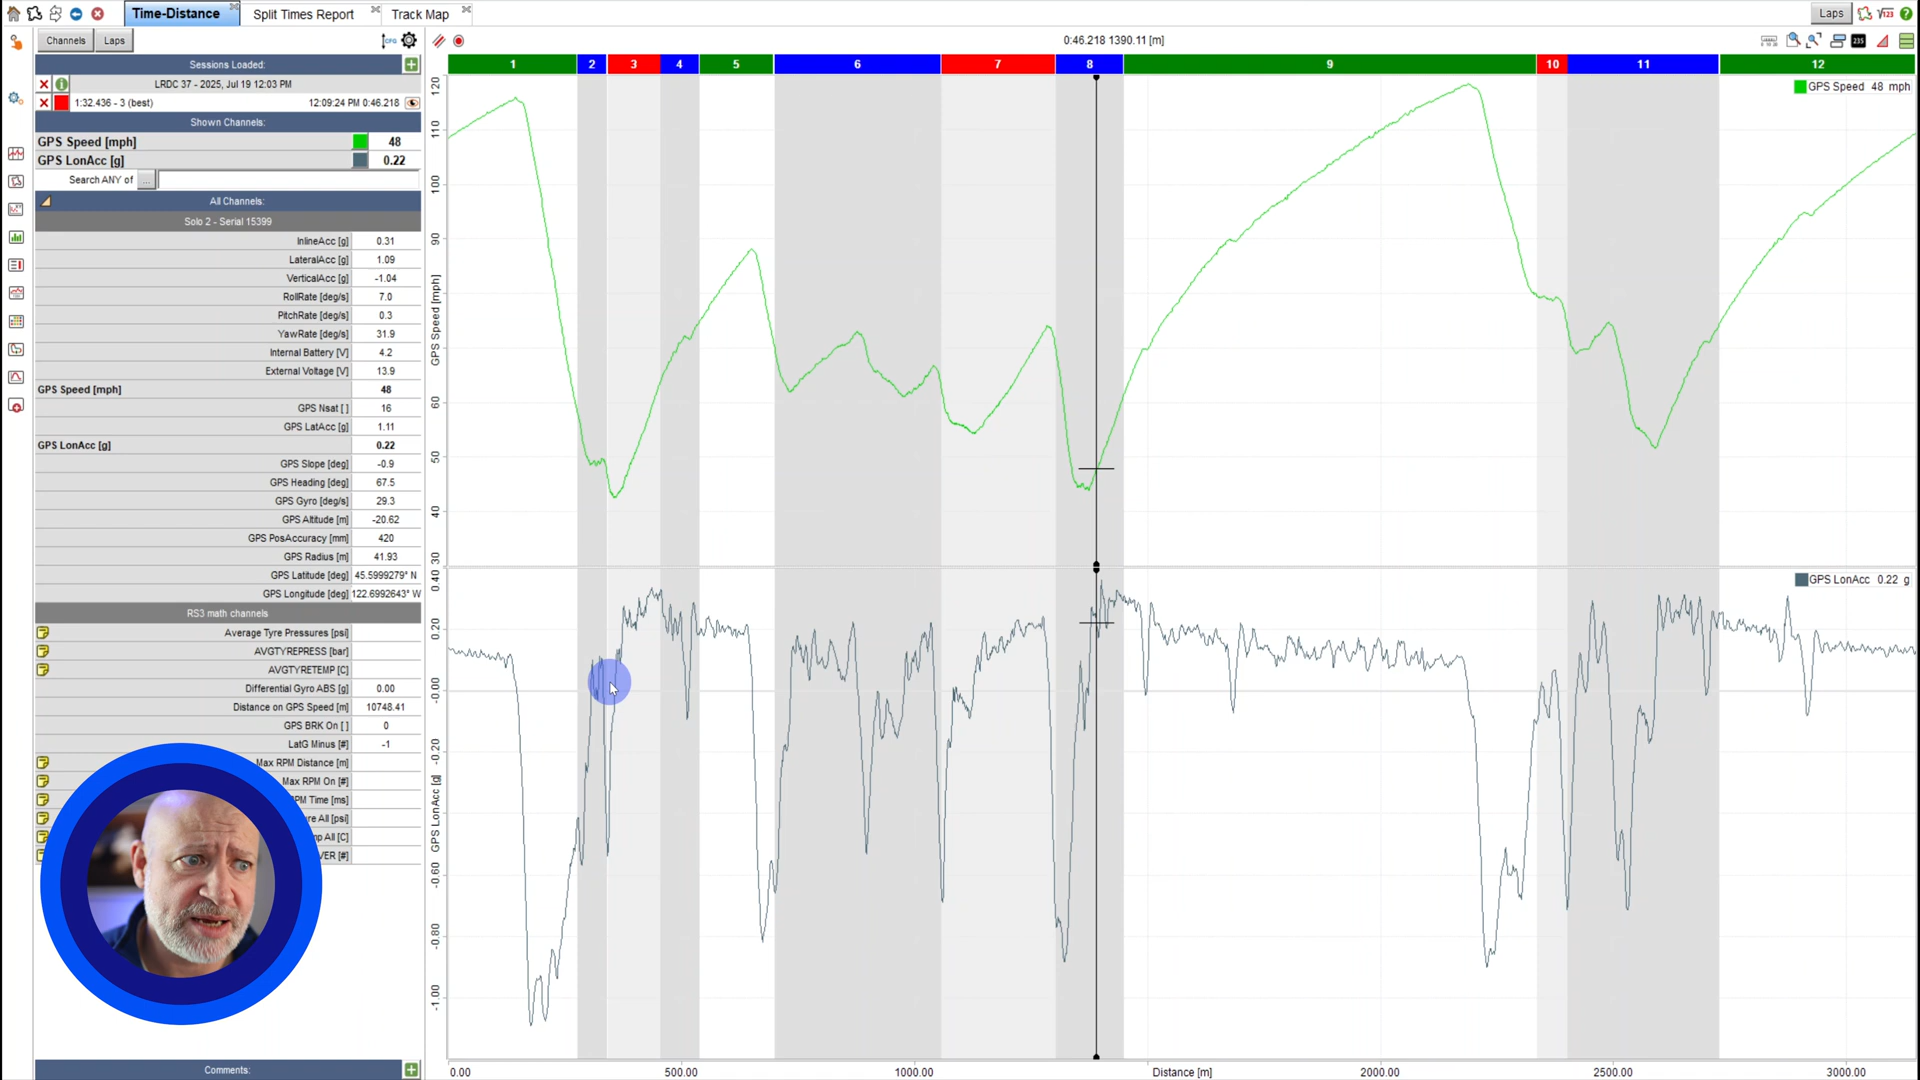 Time-Distance
Split Times Report
Track Map
Laps
Channels
Laps
CFG
0:46.218 1390.11 [m]
Sessions Loaded:
LRDC 37 - 2025, Jul 19 12:03 PM
1:32.436 - 3 (best) 12:09:24 PM 0:46.218
Shown Channels:
GPS Speed [mph] 48
GPS LonAcc [g] 0.22
Search ANY of ...
All Channels:
Solo 2 - Serial 15399
InlineAcc [g] 0.31
LateralAcc [g] 1.09
VerticalAcc [g] -1.04
RollRate [deg/s] 7.0
PitchRate [deg/s] 0.3
YawRate [deg/s] 31.9
Internal Battery [V] 4.2
External Voltage [V] 13.9
GPS Speed [mph] 48
GPS Nsat [ ] 16
GPS LatAcc [g] 1.11
GPS LonAcc [g] 0.22
GPS Slope [deg] -0.9
GPS Heading [deg] 67.5
GPS Gyro [deg/s] 29.3
GPS Altitude [m] -20.62
GPS PosAccuracy [mm] 420
GPS Radius [m] 41.93
GPS Latitude [deg] 45.5999279° N
GPS Longitude [deg] 122.6992643° W
RS3 math channels
Average Tyre Pressures [psi]
AVGTYREPRESS [bar]
AVGTYRETEMP [C]
Differential Gyro ABS [g] 0.00
Distance on GPS Speed [m] 10748.41
GPS BRK On [ ] 0
LatG Minus [#] -1
Max RPM Distance [m]
Max RPM On [#]
PM Time [ms]
ure All [psi]
mp All [C]
VER [#]
Comments:
1 2 3 4 5 6 7 8 9 10 11 12
GPS Speed 48 mph
120
110
100
90
GPS Speed [mph]
60
50
40
30
GPS LonAcc 0.22 g
0.40
0.20
-0.00
-0.20
GPS LonAcc [g]
-0.60
-0.80
-1.00
0.00 500.00 1000.00 Distance [m] 2000.00 2500.00 3000.00